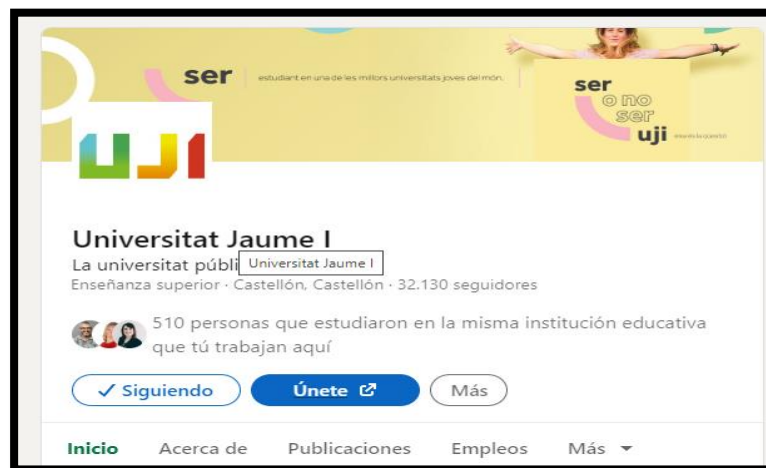 ser
estudiant en una de les millors universitats joves del món.
ser
o no
ser
uji
uji
Universitat Jaume I
La universitat públi
Universitat Jaume I
Enseñanza superior · Castellón, Castellón · 32.130 seguidores
510 personas que estudiaron en la misma institución educativa
que tú trabajan aquí
✓ Siguiendo Únete Más
Inicio Acerca de Publicaciones Empleos Más